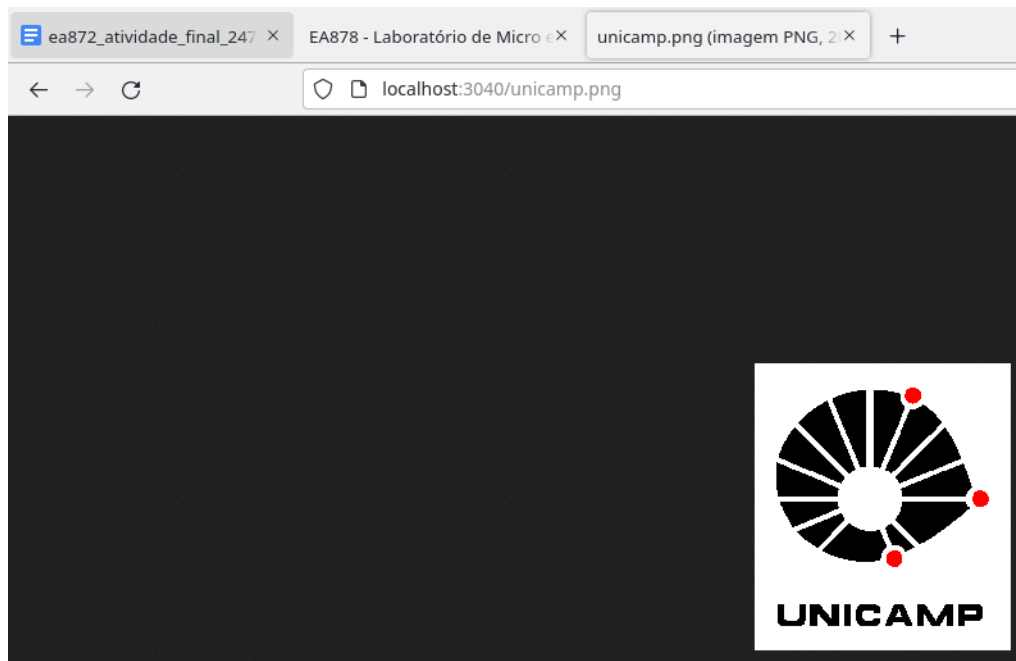 ea872_atividade_final_247
EA878 - Laboratório de Micro e
unicamp.png (imagem PNG, 2
localhost:3040/unicamp.png
UNICAMP